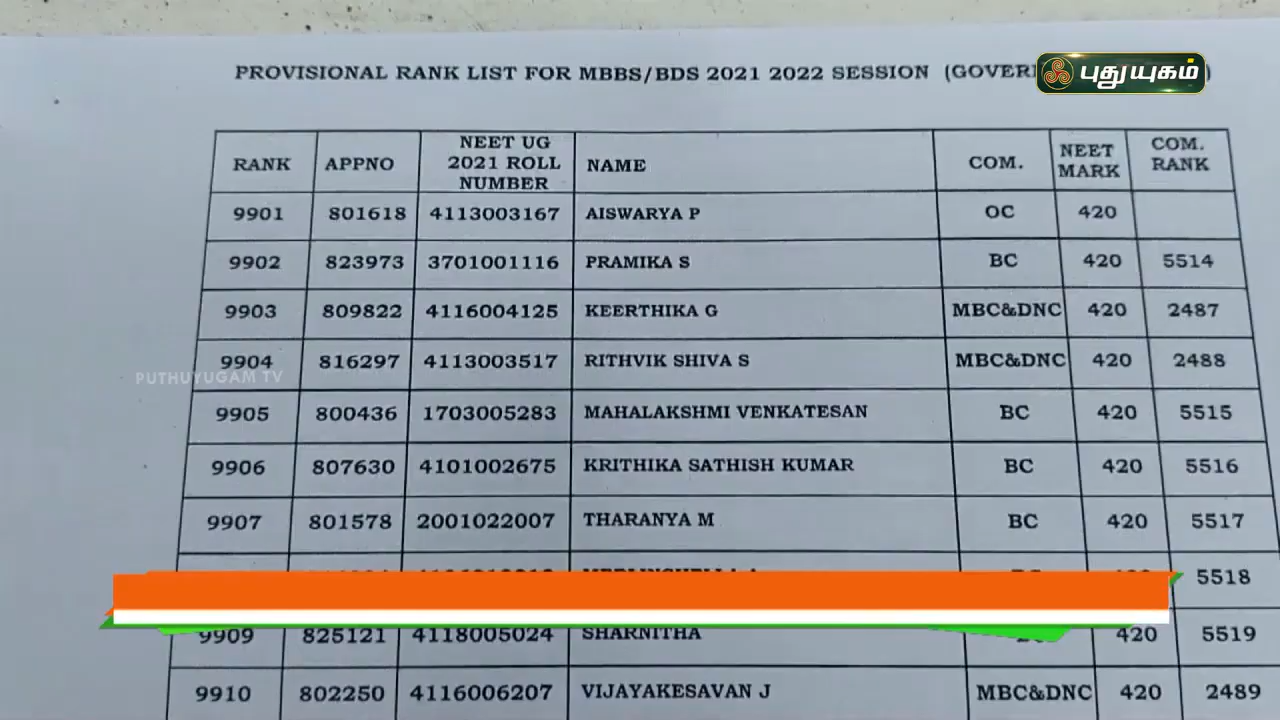 PROVISIONAL RANK LIST FOR MBBS/BDS 2021 2022 SESSION (GOVER )
புதுயுகம்
RANK APPNO NEET UG 2021 ROLL NUMBER NAME COM. NEET MARK COM. RANK
9901 801618 4113003167 AISWARYA P OC 420
9902 823973 3701001116 PRAMIKA S BC 420 5514
9903 809822 4116004125 KEERTHIKA G MBC&DNC 420 2487
9904 816297 4113003517 RITHVIK SHIVA S MBC&DNC 420 2488
PUTHUYUGAM TV
9905 800436 1703005283 MAHALAKSHMI VENKATESAN BC 420 5515
9906 807630 4101002675 KRITHIKA SATHISH KUMAR BC 420 5516
9907 801578 2001022007 THARANYA M BC 420 5517
5518
9909 825121 4118005024 SHARNITHA 420 5519
9910 802250 4116006207 VIJAYAKESAVAN J MBC&DNC 420 2489